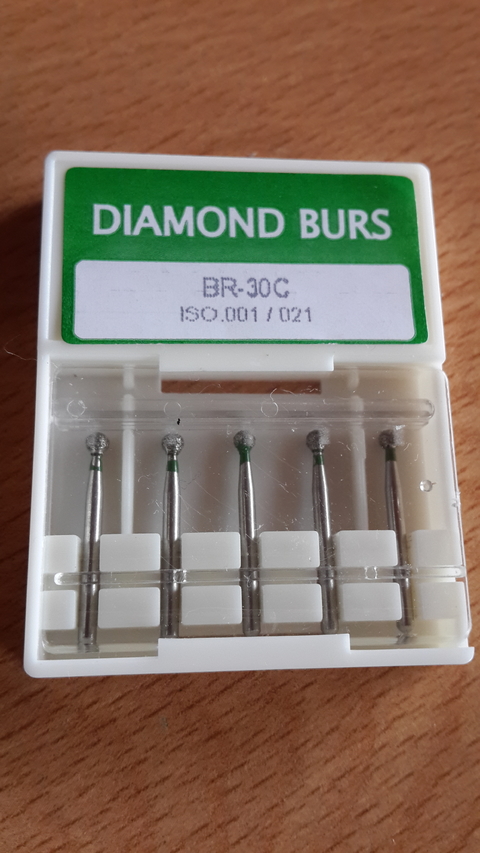 DIAMOND BURS
BR-30C
ISO.001 / 021